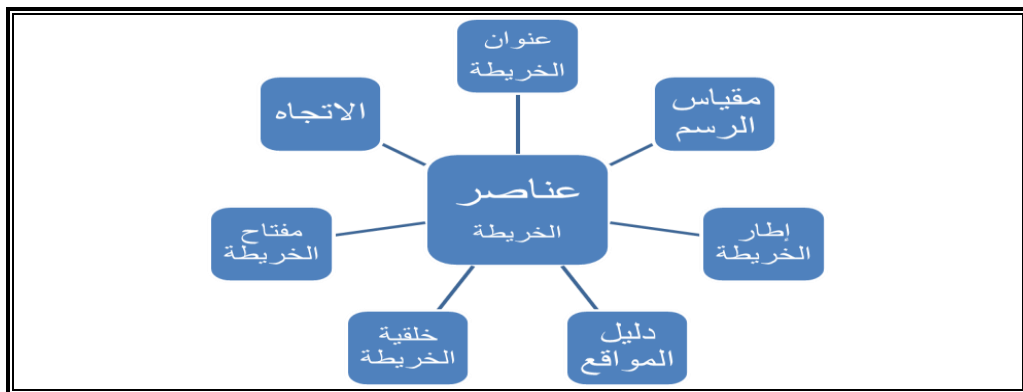 عنوان
الخريطة
مقياس
الرسم
الاتجاه
عناصر
الخريطة
إطار
الخريطة
مفتاح
الخريطة
دليل
المواقع
خلفية
الخريطة